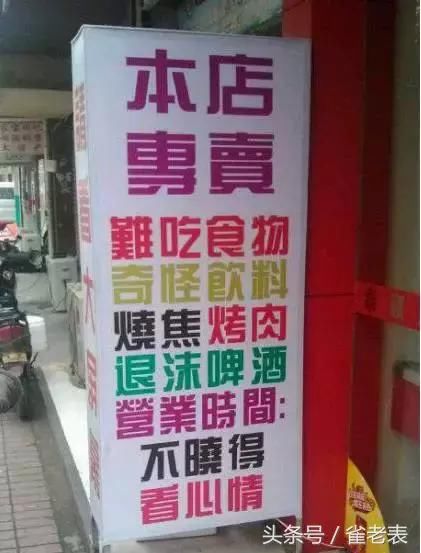 本店
專賣
難吃食物
奇怪飲料
燒焦烤肉
退沫啤酒
營業時間:
不曉得
看心情
头条号／雀老表